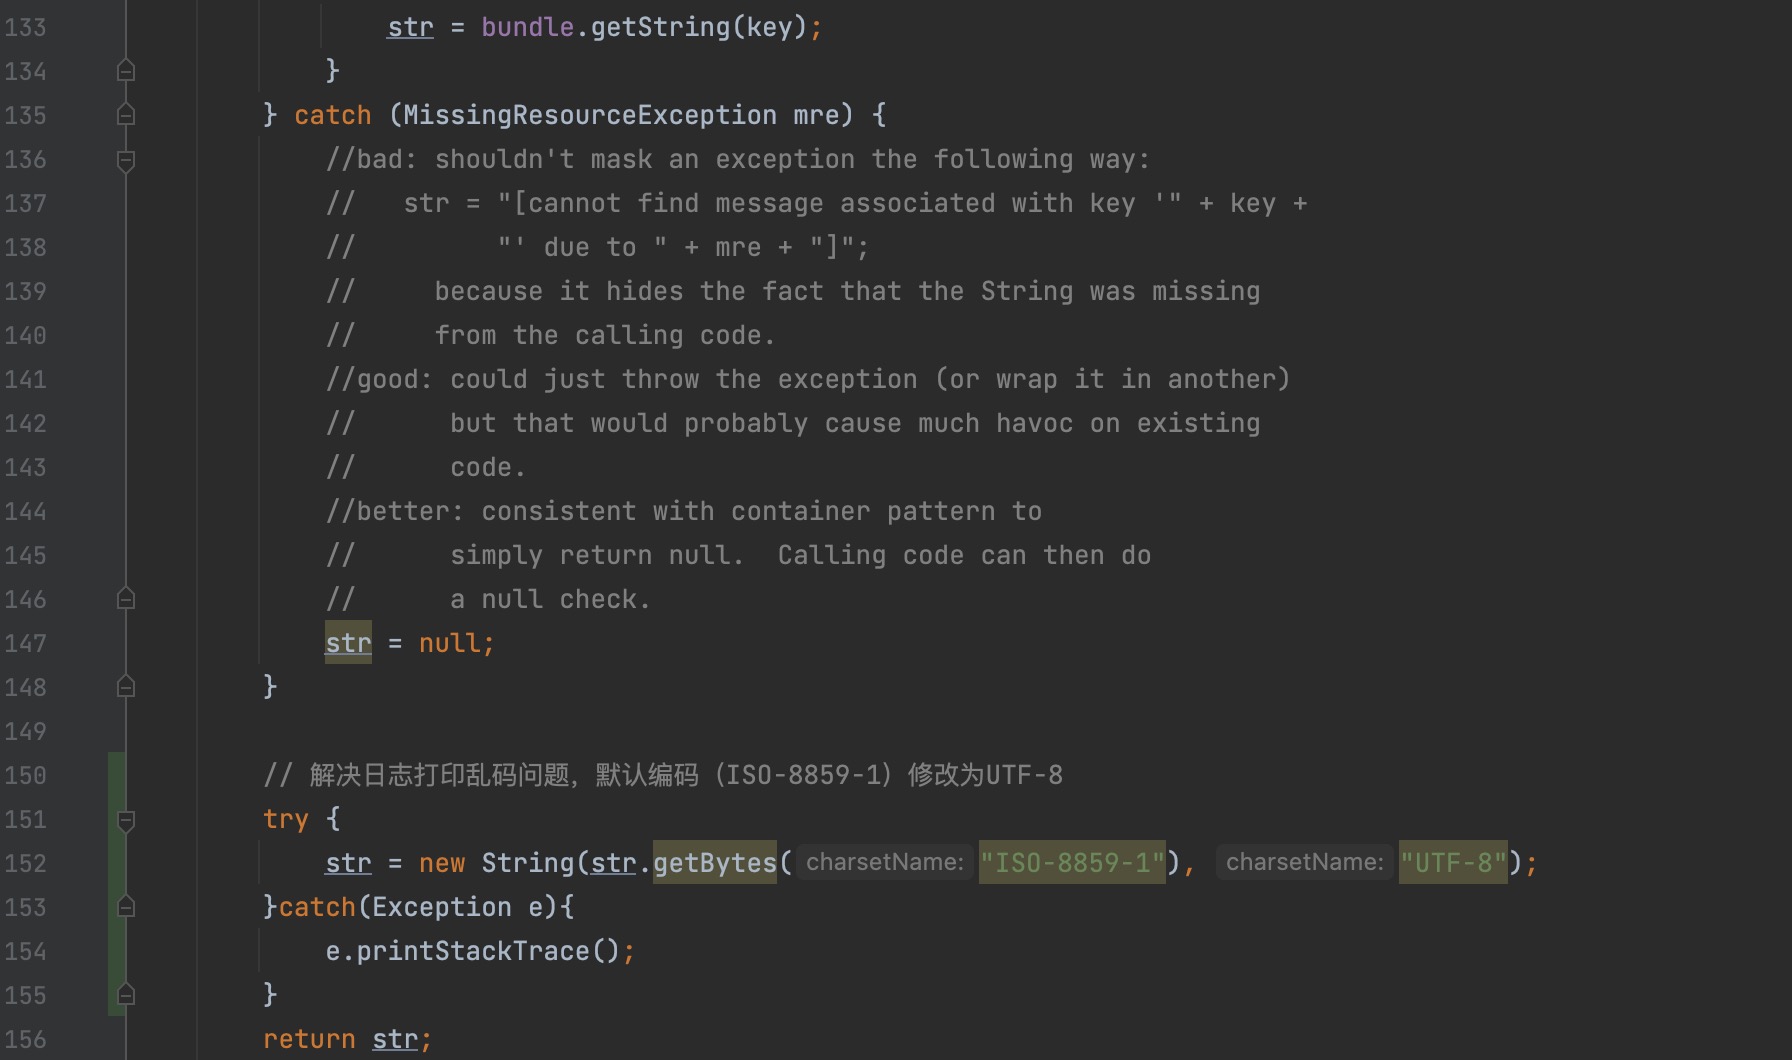 133 str = bundle.getString(key);
134 }
135 } catch (MissingResourceException mre) {
136 //bad: shouldn't mask an exception the following way:
137 //   str = "[cannot find message associated with key '" + key +
138 //         "' due to " + mre + "]";
139 //     because it hides the fact that the String was missing
140 //     from the calling code.
141 //good: could just throw the exception (or wrap it in another)
142 //      but that would probably cause much havoc on existing
143 //      code.
144 //better: consistent with container pattern to
145 //      simply return null.  Calling code can then do
146 //      a null check.
147 str = null;
148 }
149
150 // 解决日志打印乱码问题，默认编码（ISO-8859-1）修改为UTF-8
151 try {
152 str = new String(str.getBytes( charsetName: "ISO-8859-1"), charsetName: "UTF-8");
153 }catch(Exception e){
154 e.printStackTrace();
155 }
156 return str;